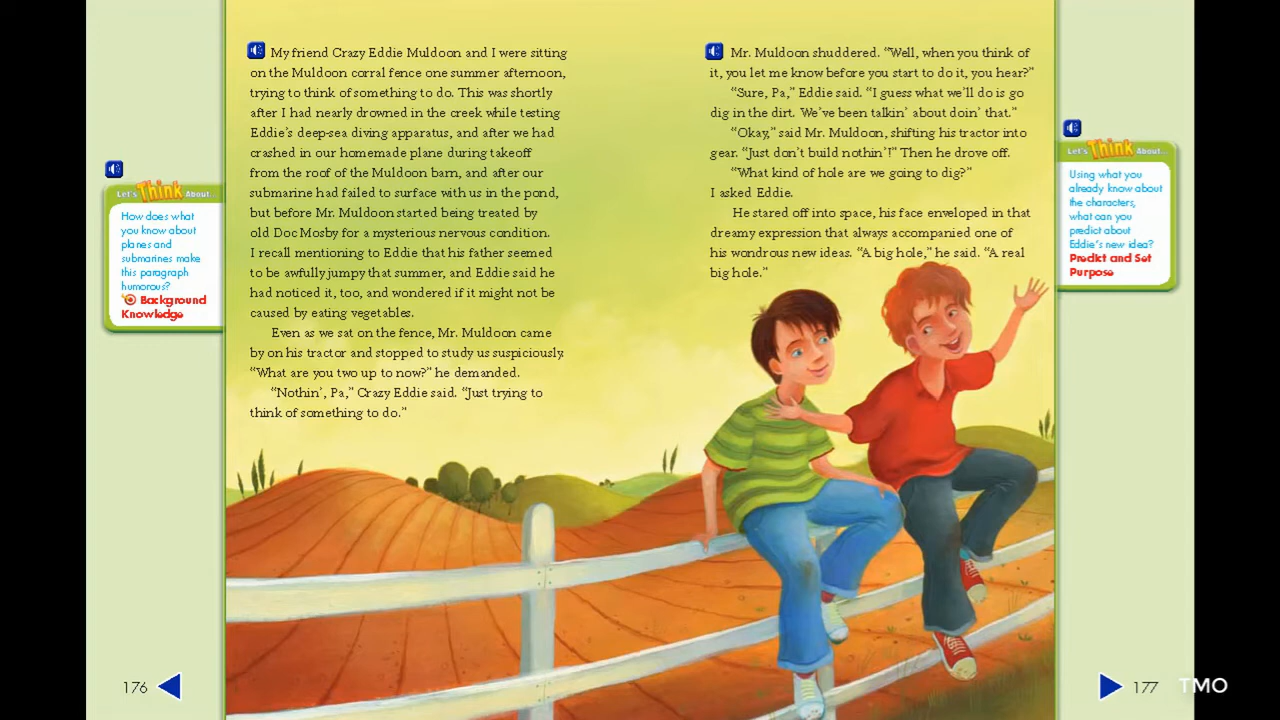 My friend Crazy Eddie Muldoon and I were sitting
on the Muldoon corral fence one summer afternoon,
trying to think of something to do. This was shortly
after I had nearly drowned in the creek while testing
Eddie's deep-sea diving apparatus, and after we had
crashed in our homemade plane during takeoff
from the roof of the Muldoon barn, and after our
submarine had failed to surface with us in the pond,
but before Mr. Muldoon started being treated by
old Doc Mosby for a mysterious nervous condition.
I recall mentioning to Eddie that his father seemed
to be awfully jumpy that summer, and Eddie said he
had noticed it, too, and wondered if it might not be
caused by eating vegetables.
Even as we sat on the fence, Mr. Muldoon came
by on his tractor and stopped to study us suspiciously.
“What are you two up to now?” he demanded.
“Nothin’, Pa,” Crazy Eddie said. “Just trying to
think of something to do.”
Let's Think About...
How does what
you know about
planes and
submarines make
this paragraph
humorous?
Background
Knowledge
176
Mr. Muldoon shuddered. “Well, when you think of
it, you let me know before you start to do it, you hear?”
“Sure, Pa,” Eddie said. “I guess what we’ll do is go
dig in the dirt. We’ve been talkin’ about doin’ that.”
“Okay,” said Mr. Muldoon, shifting his tractor into
gear. “Just don’t build nothin’!” Then he drove off.
“What kind of hole are we going to dig?”
I asked Eddie.
He stared off into space, his face enveloped in that
dreamy expression that always accompanied one of
his wondrous new ideas. “A big hole,” he said. “A real
big hole.”
Let's Think About...
Using what you
already know about
the characters,
what can you
predict about
Eddie's new idea?
Predict and Set
Purpose
177
TMO